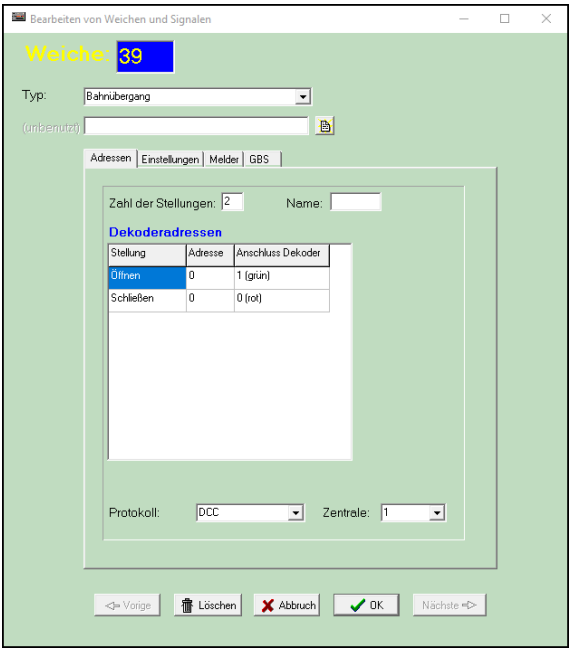 Bearbeiten von Weichen und Signalen
Weiche: 39
Typ: Bahnübergang
(unbenutzt)
Adressen Einstellungen Melder GBS
Zahl der Stellungen: 2 Name:
Dekoderadressen
Stellung Adresse Anschluss Dekoder
Öffnen 0 1 (grün)
Schließen 0 0 (rot)
Protokoll: DCC Zentrale: 1
Vorige Löschen Abbruch OK Nächste